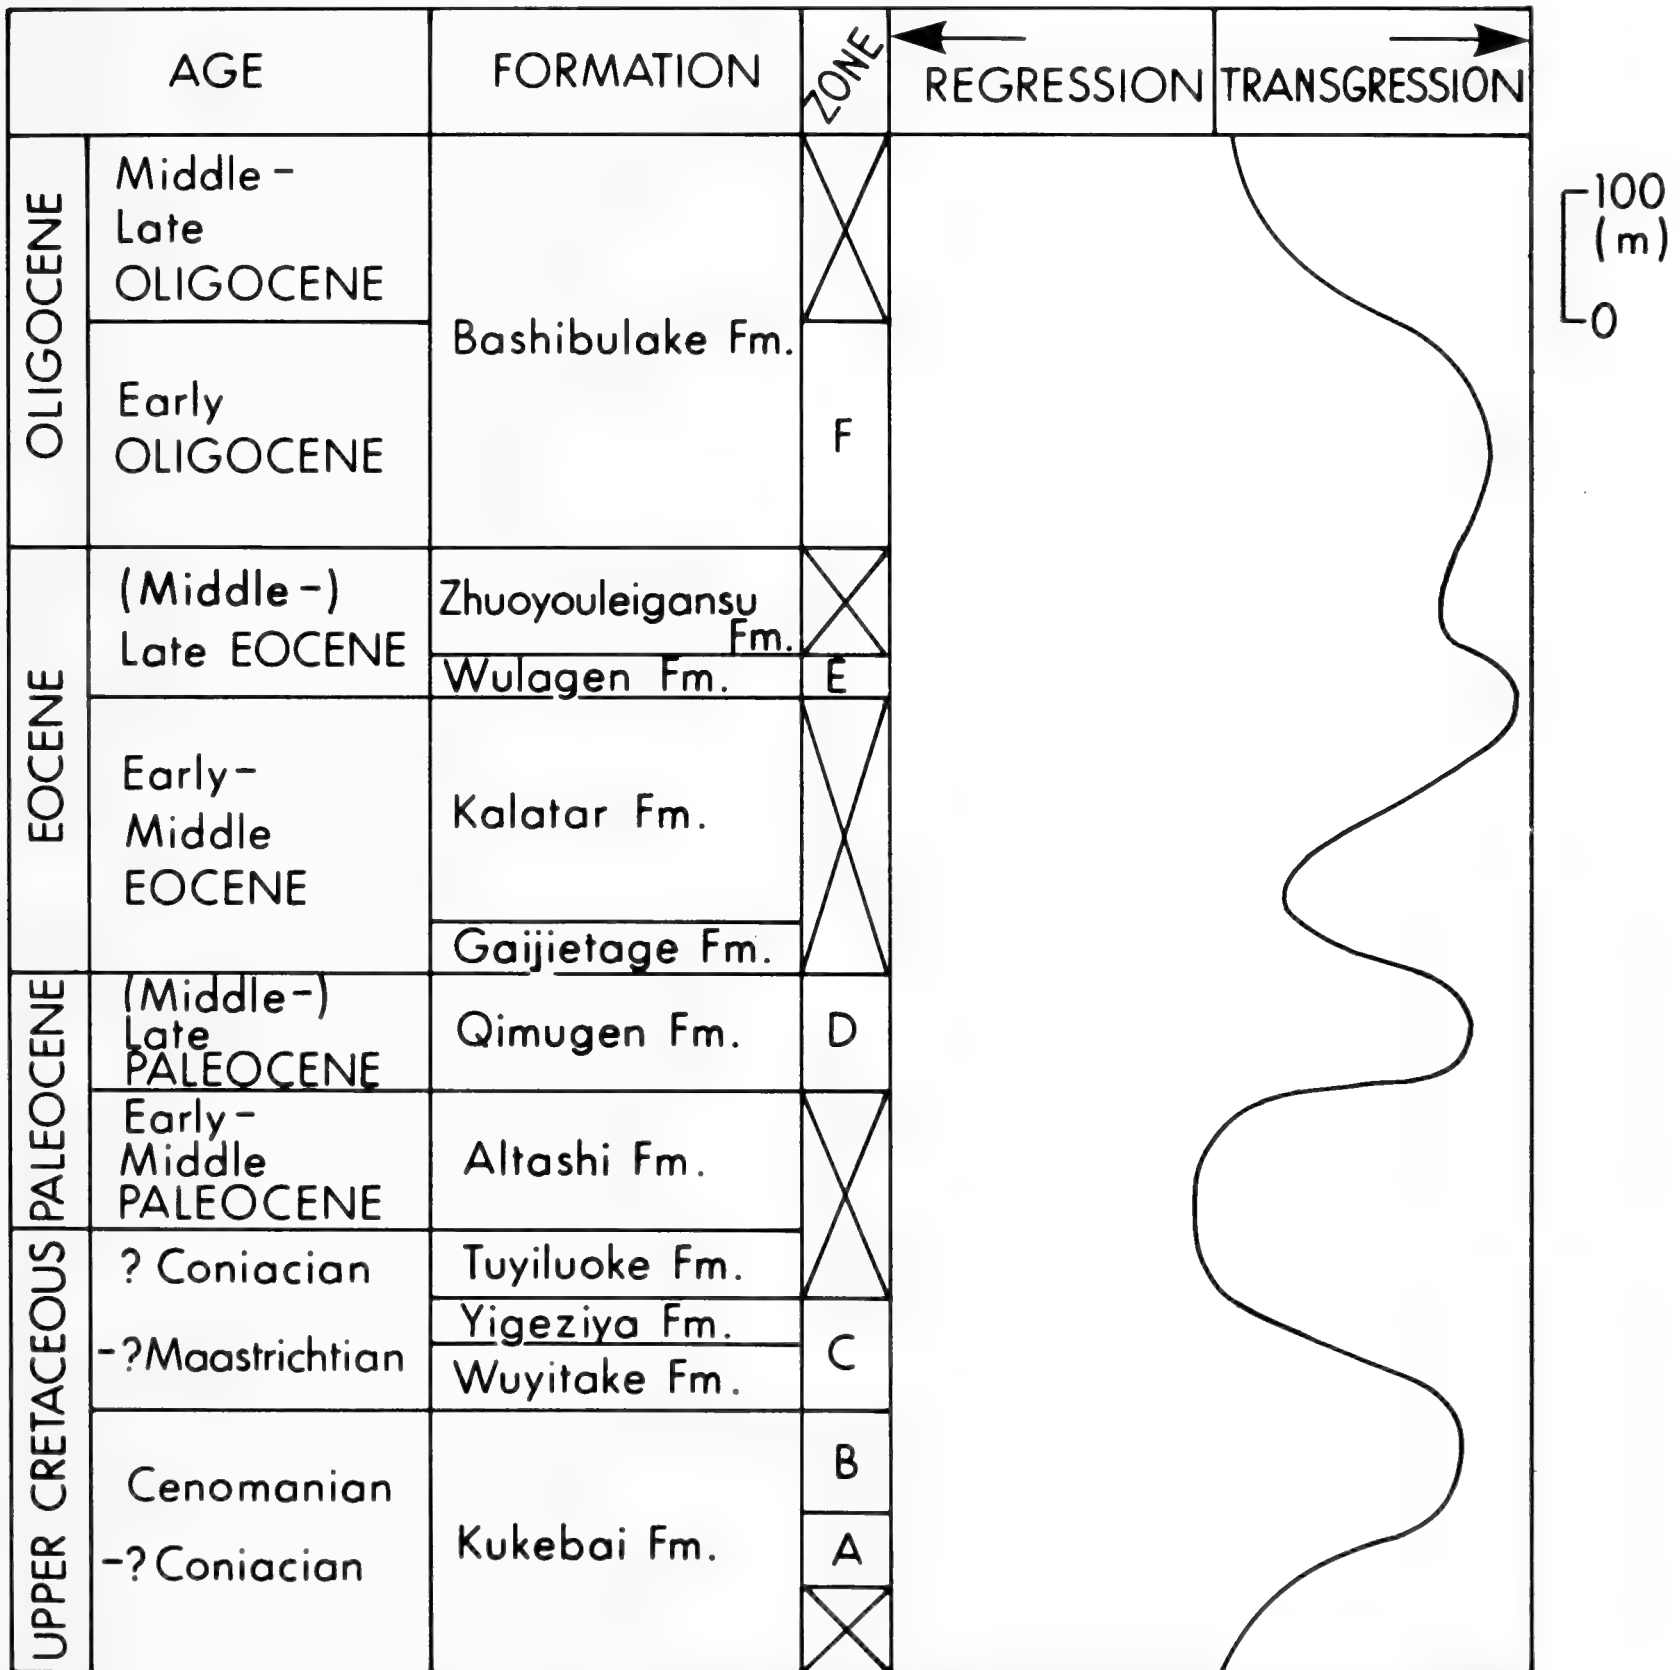 AGE
FORMATION
ZONE
REGRESSION
TRANSGRESSION
OLIGOCENE
Middle-
Late
OLIGOCENE
Bashibulake Fm.
100
(m)
0
Early
OLIGOCENE
F
EOCENE
(Middle-)
Late EOCENE
Zhuoyouleigansu
Fm.
Wulagen Fm.
E
Early-
Middle
EOCENE
Kalatar Fm.
Gaijietage Fm.
PALEOCENE
(Middle-)
Late
PALEOCENE
Qimugen Fm.
D
Early-
Middle
PALEOCENE
Altashi Fm.
UPPER CRETACEOUS
? Coniacian
-?Maastrichtian
Tuyiluoke Fm.
Yigeziya Fm.
Wuyitake Fm.
C
Cenomanian
-?Coniacian
Kukebai Fm.
B
A